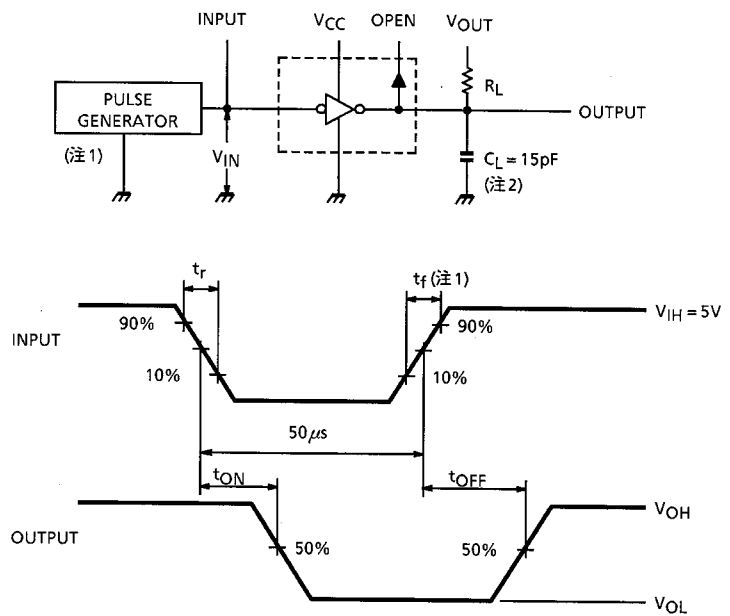 INPUT
VCC
OPEN
VOUT
PULSE
GENERATOR
(注1)
VIN
RL
OUTPUT
CL = 15pF
(注2)
tr
tf (注1)
90%
90%
VIH = 5V
INPUT
10%
10%
50μs
tON
tOFF
VOH
OUTPUT
50%
50%
VOL